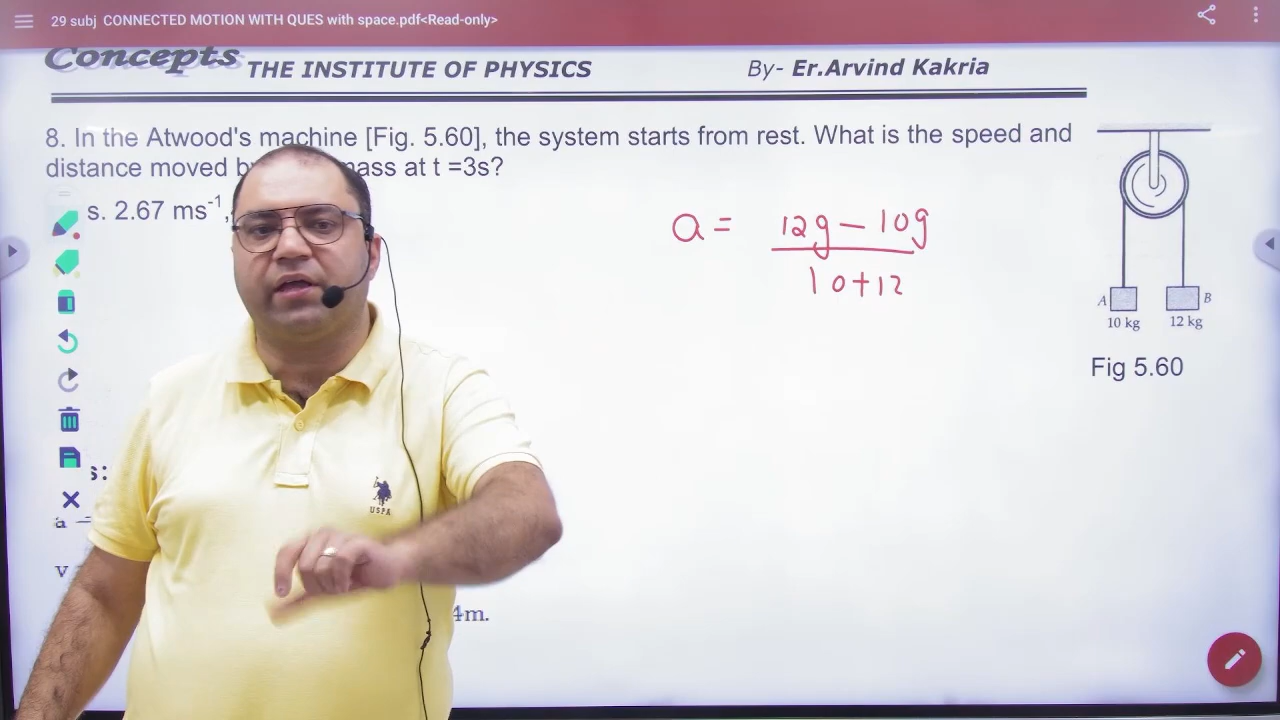 29 subj CONNECTED MOTION WITH QUES with space.pdf<Read-only>
Concepts THE INSTITUTE OF PHYSICS By- Er.Arvind Kakria
8. In the Atwood's machine [Fig. 5.60], the system starts from rest. What is the speed and
distance moved at t =3s?
s. 2.67 ms⁻¹,
a = 12g - 10g
10+12
A B
10 kg 12 kg
Fig 5.60
s:
a =
v
4m.
USPA